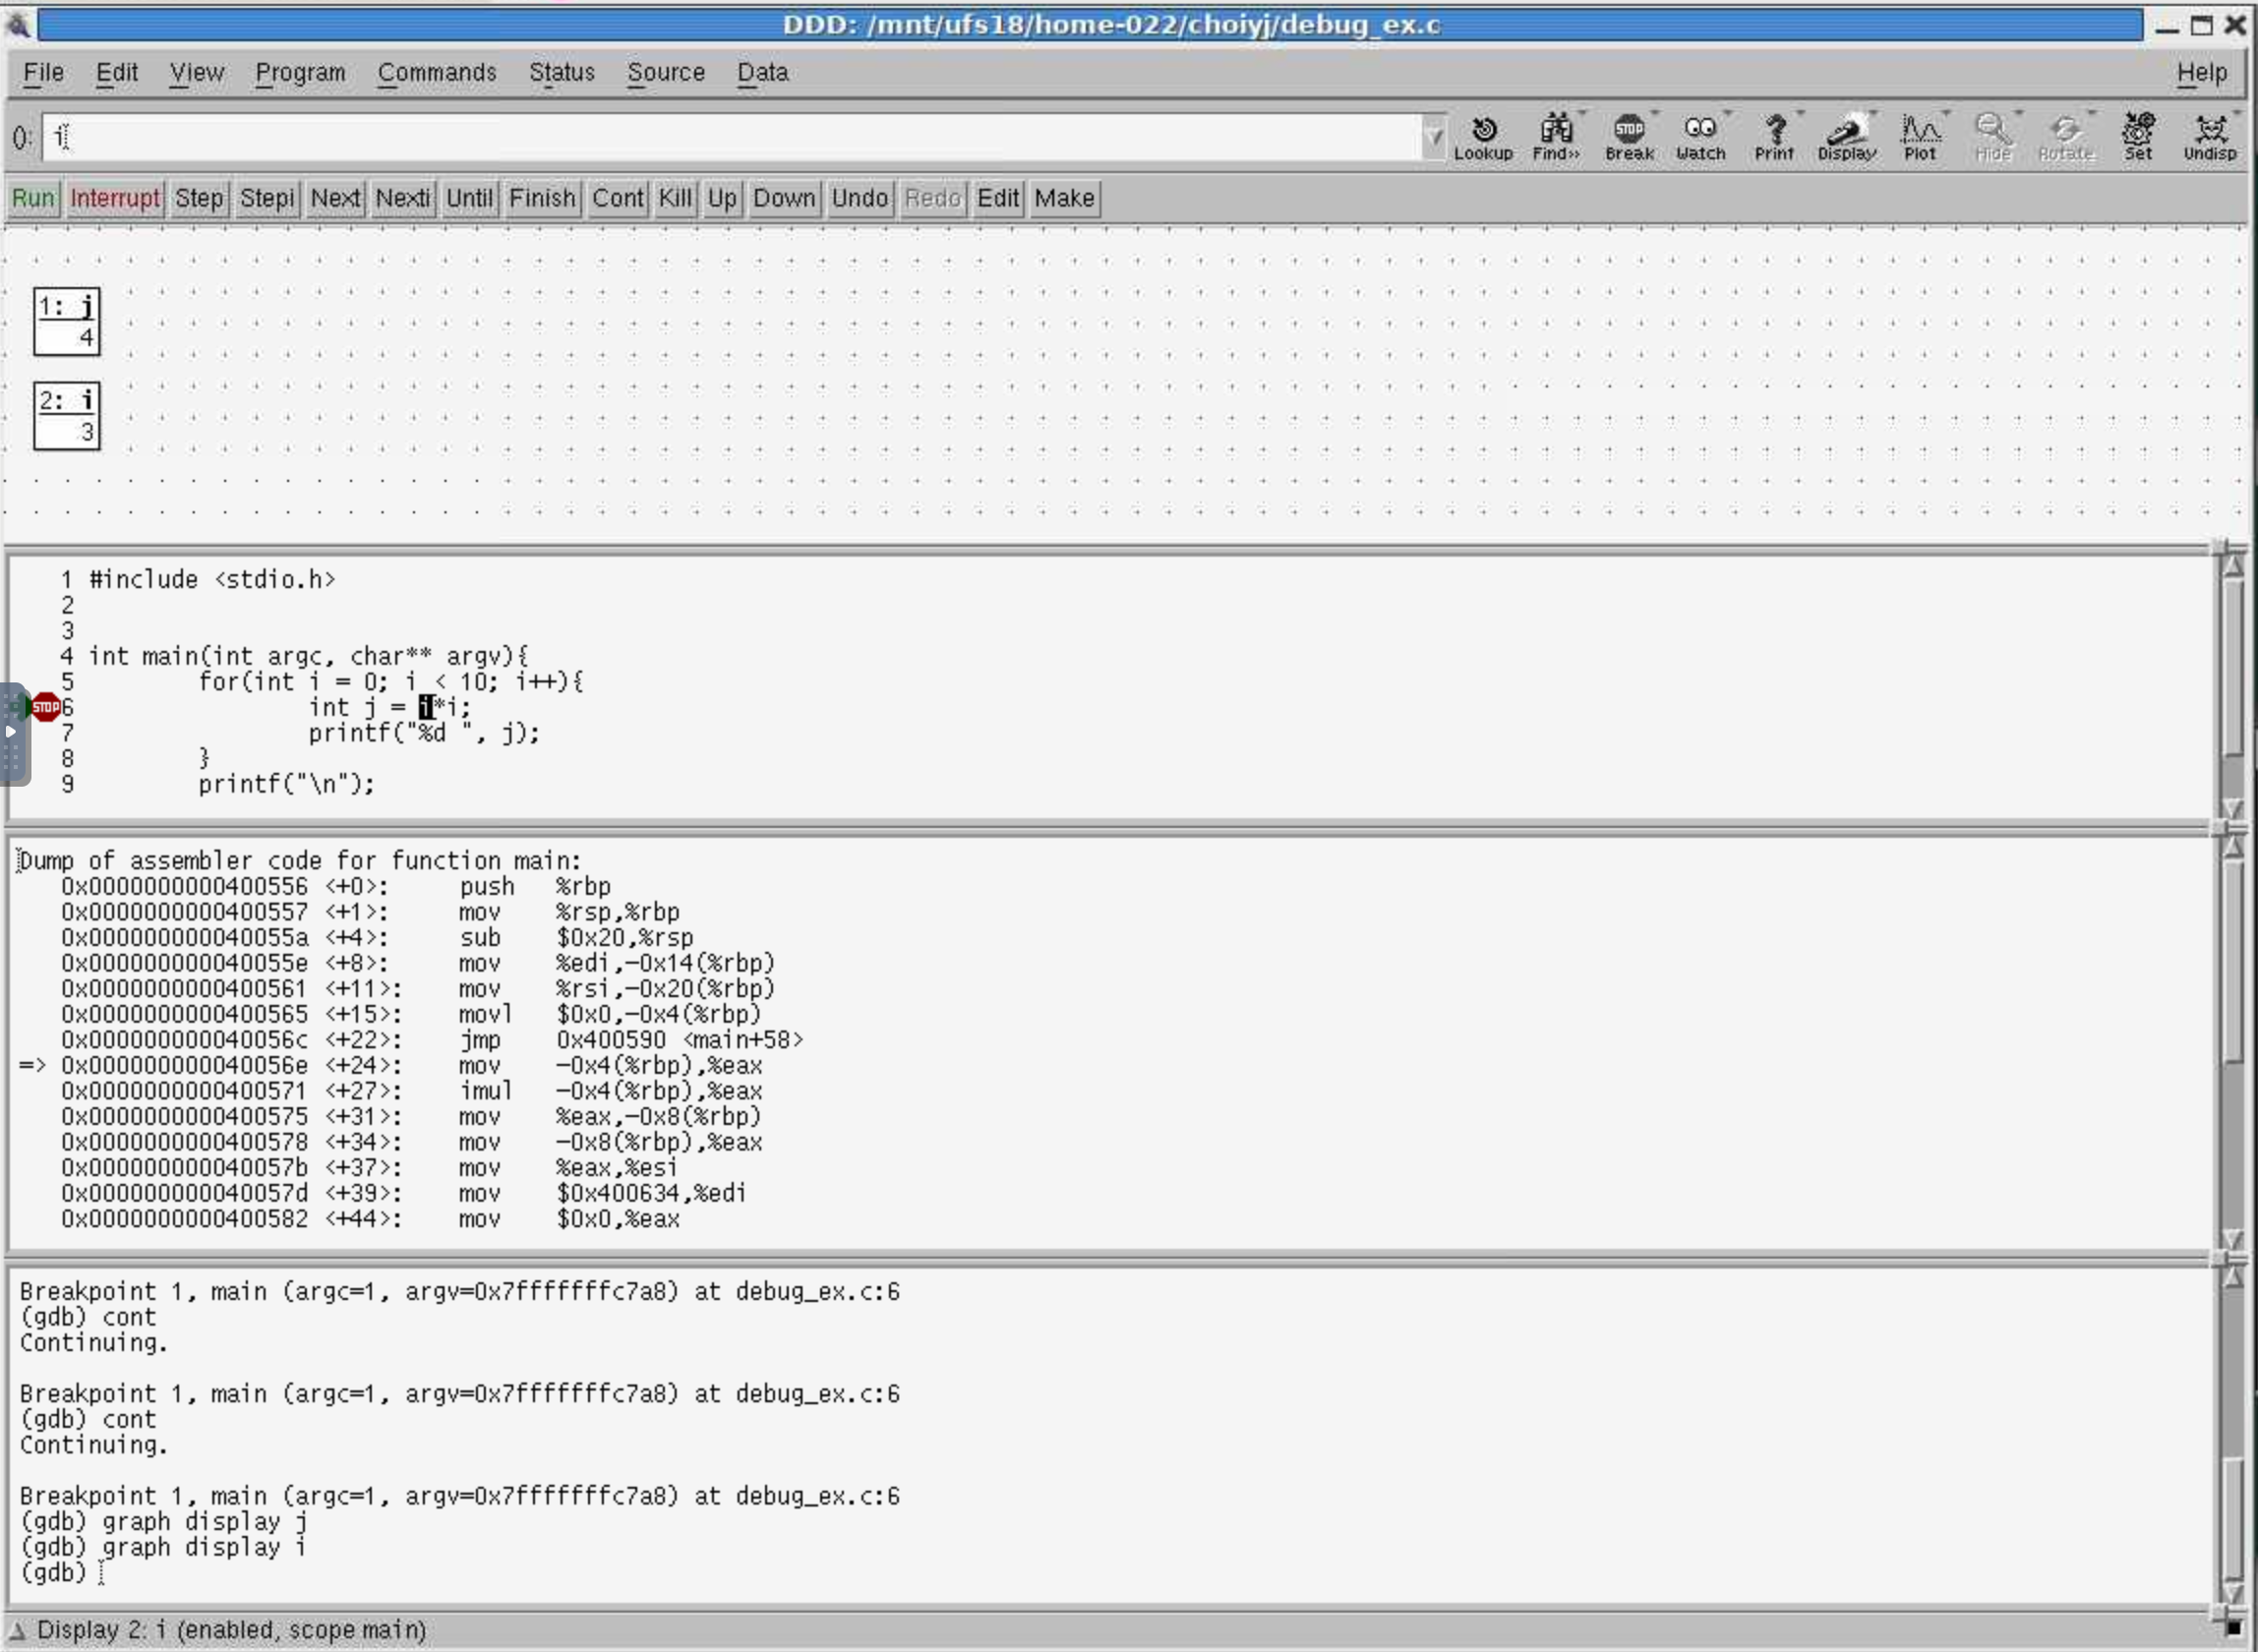 DDD: /mnt/ufs18/home-022/choiyj/debug_ex.c
File Edit View Program Commands Status Source Data Help
(): i
Lookup Find» Break Watch Print Display Plot Hide Rotate Set Undisp
Run Interrupt Step Stepi Next Nexti Until Finish Cont Kill Up Down Undo Redo Edit Make
1: j
4
2: i
3
1 #include <stdio.h>
2
3
4 int main(int argc, char** argv){
5 for(int i = 0; i < 10; i++){
STOP 6 int j = i*i;
7 printf("%d ", j);
8 }
9 printf("\n");
Dump of assembler code for function main:
0x0000000000400556 <+0>: push %rbp
0x0000000000400557 <+1>: mov %rsp,%rbp
0x000000000040055a <+4>: sub $0x20,%rsp
0x000000000040055e <+8>: mov %edi,-0x14(%rbp)
0x0000000000400561 <+11>: mov %rsi,-0x20(%rbp)
0x0000000000400565 <+15>: movl $0x0,-0x4(%rbp)
0x000000000040056c <+22>: jmp 0x400590 <main+58>
=> 0x000000000040056e <+24>: mov -0x4(%rbp),%eax
0x0000000000400571 <+27>: imul -0x4(%rbp),%eax
0x0000000000400575 <+31>: mov %eax,-0x8(%rbp)
0x0000000000400578 <+34>: mov -0x8(%rbp),%eax
0x000000000040057b <+37>: mov %eax,%esi
0x000000000040057d <+39>: mov $0x400634,%edi
0x0000000000400582 <+44>: mov $0x0,%eax
Breakpoint 1, main (argc=1, argv=0x7fffffffc7a8) at debug_ex.c:6
(gdb) cont
Continuing.
Breakpoint 1, main (argc=1, argv=0x7fffffffc7a8) at debug_ex.c:6
(gdb) cont
Continuing.
Breakpoint 1, main (argc=1, argv=0x7fffffffc7a8) at debug_ex.c:6
(gdb) graph display j
(gdb) graph display i
(gdb)
Display 2: i (enabled, scope main)